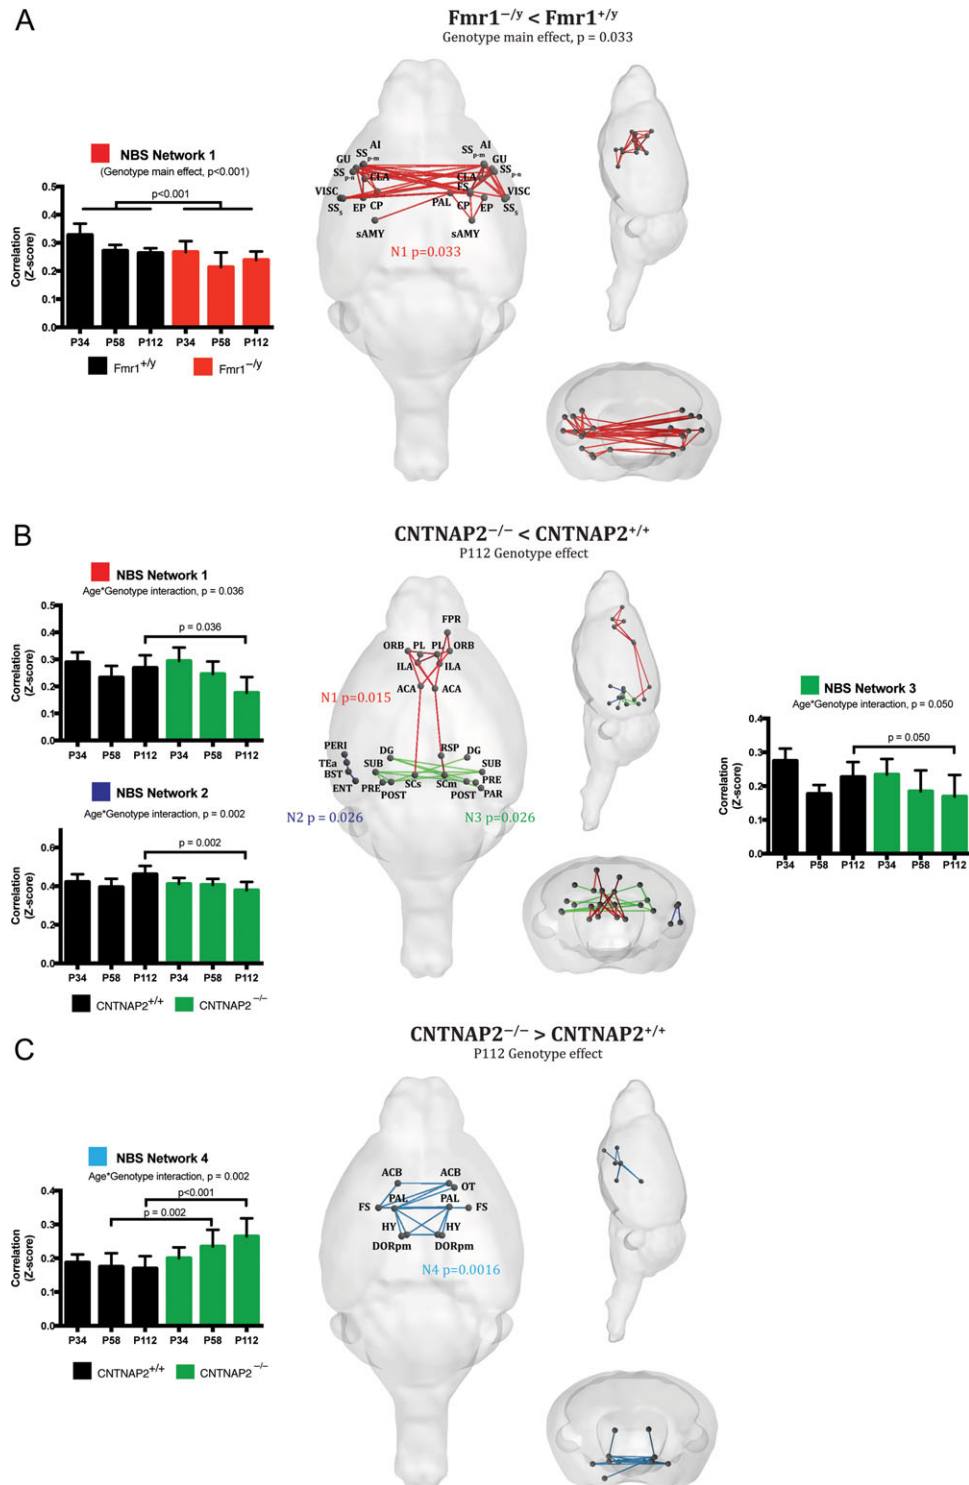 A
Fmr1−/y < Fmr1+/y
Genotype main effect, p = 0.033
NBS Network 1
(Genotype main effect, p<0.001)
p<0.001
Correlation
(Z-score)
0.5
0.4
0.3
0.2
0.1
0.0
P34 P58 P112 P34 P58 P112
Fmr1+/y Fmr1−/y
AI AI
SSp-m SSp-m
GU GU
SSp-n SSp-n
CLA CLA
FS
VISC VISC
SSs EP CP PAL CP EP SSs
sAMY sAMY
N1 p=0.033
B
CNTNAP2−/− < CNTNAP2+/+
P112 Genotype effect
NBS Network 1
Age*Genotype interaction, p = 0.036
p = 0.036
Correlation
(Z-score)
0.5
0.4
0.3
0.2
0.1
0.0
P34 P58 P112 P34 P58 P112
NBS Network 2
Age*Genotype interaction, p = 0.002
p = 0.002
Correlation
(Z-score)
0.6
0.4
0.2
0.0
P34 P58 P112 P34 P58 P112
CNTNAP2+/+ CNTNAP2−/−
FPR
ORB PL PL ORB
ILA ILA
ACA ACA
N1 p=0.015
PERI DG RSP DG
TEa SUB SUB
BST SCs SCm PRE
ENT PRE POST POST PAR
N2 p = 0.026 N3 p=0.026
NBS Network 3
Age*Genotype interaction, p = 0.050
p = 0.050
Correlation
(Z-score)
0.4
0.3
0.2
0.1
0.0
P34 P58 P112 P34 P58 P112
C
CNTNAP2−/− > CNTNAP2+/+
P112 Genotype effect
NBS Network 4
Age*Genotype interaction, p = 0.002
p<0.001
p = 0.002
Correlation
(Z-score)
0.4
0.3
0.2
0.1
0.0
P34 P58 P112 P34 P58 P112
CNTNAP2+/+ CNTNAP2−/−
ACB ACB
OT
FS PAL PAL FS
HY HY
DORpm DORpm
N4 p=0.0016